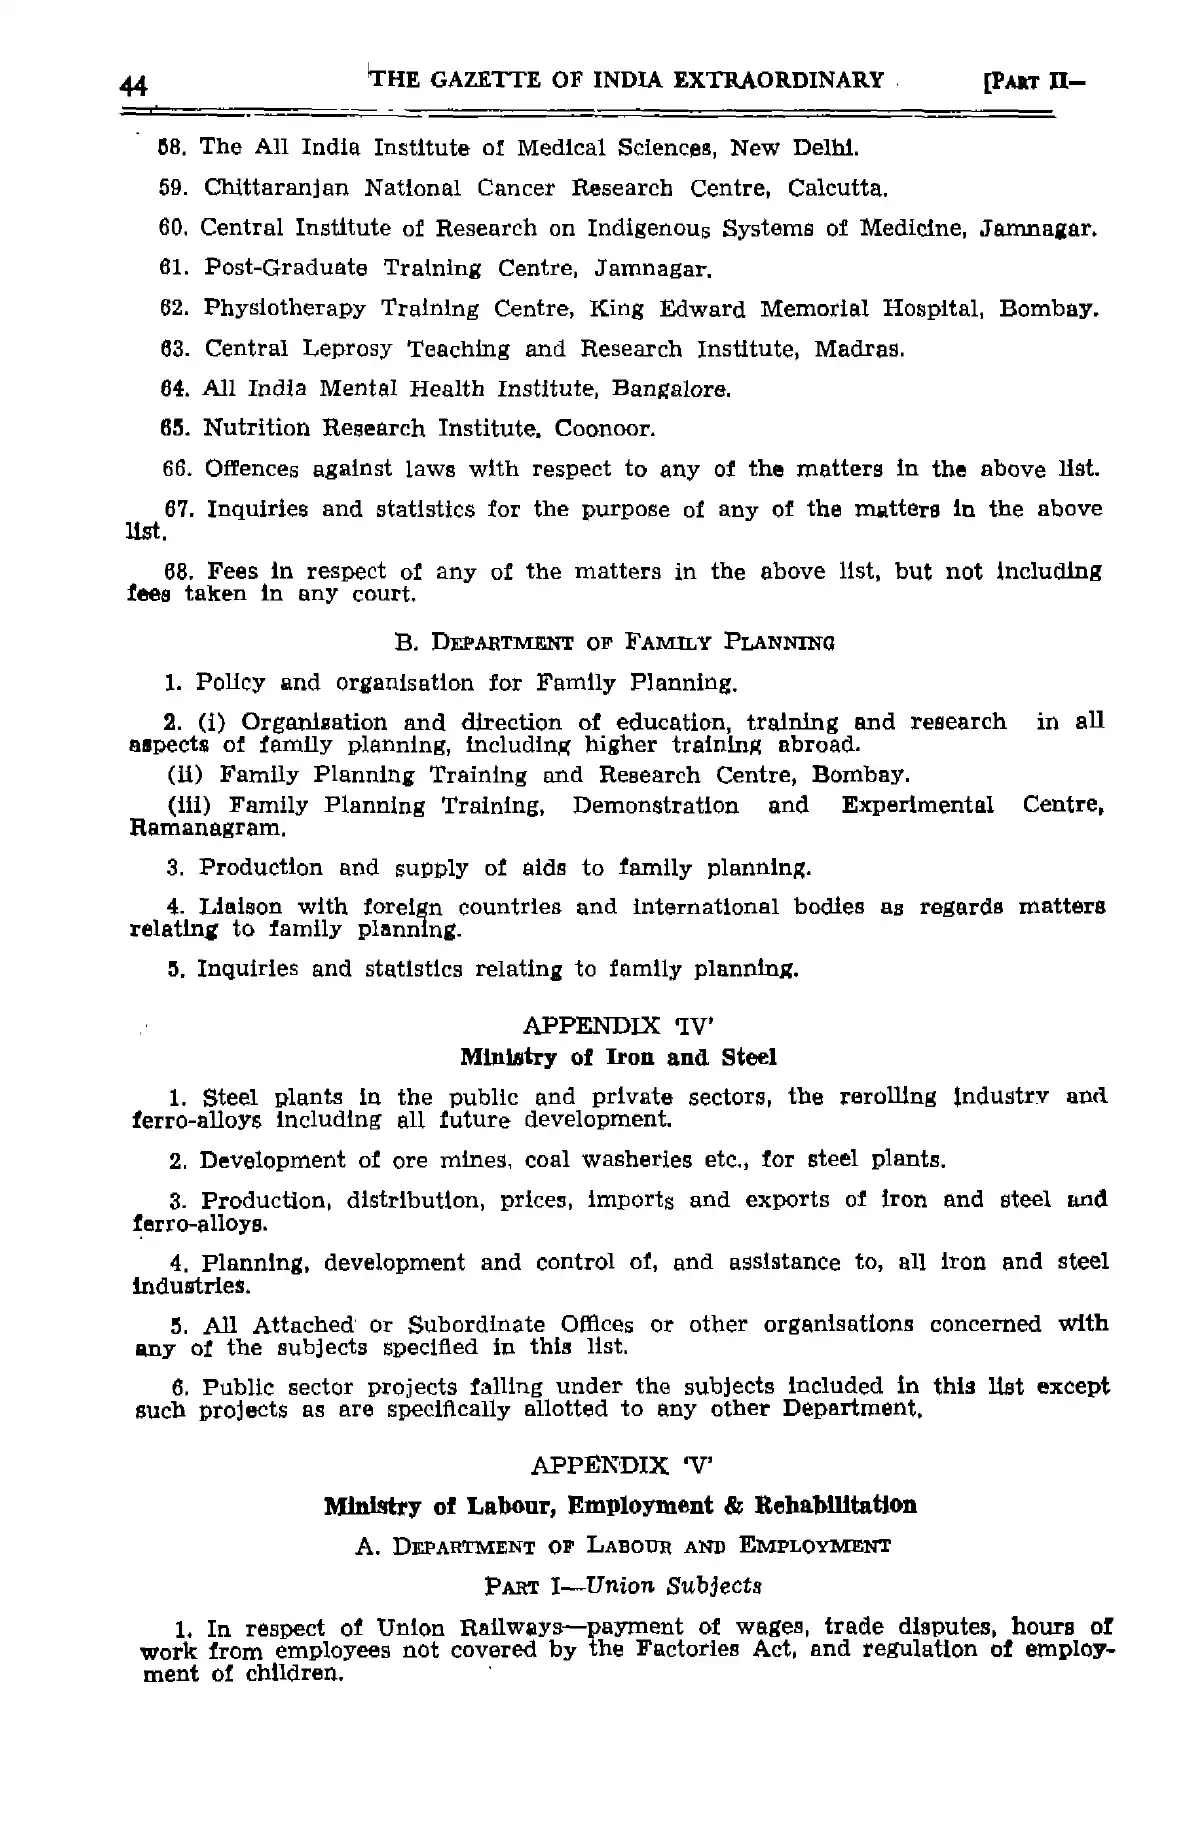 44 THE GAZETTE OF INDIA EXTRAORDINARY [PART II—
58. The All India Institute of Medical Sciences, New Delhi.
59. Chittaranjan National Cancer Research Centre, Calcutta.
60. Central Institute of Research on Indigenous Systems of Medicine, Jamnagar.
61. Post-Graduate Training Centre, Jamnagar.
62. Physiotherapy Training Centre, King Edward Memorial Hospital, Bombay.
63. Central Leprosy Teaching and Research Institute, Madras.
64. All India Mental Health Institute, Bangalore.
65. Nutrition Research Institute, Coonoor.
66. Offences against laws with respect to any of the matters in the above list.
67. Inquiries and statistics for the purpose of any of the matters in the above
list.
68. Fees in respect of any of the matters in the above list, but not including
fees taken in any court.
B. DEPARTMENT OF FAMILY PLANNING
1. Policy and organisation for Family Planning.
2. (i) Organisation and direction of education, training and research in all
aspects of family planning, including higher training abroad.
(ii) Family Planning Training and Research Centre, Bombay.
(iii) Family Planning Training, Demonstration and Experimental Centre,
Ramanagram.
3. Production and supply of aids to family planning.
4. Liaison with foreign countries and international bodies as regards matters
relating to family planning.
5. Inquiries and statistics relating to family planning.
APPENDIX 'IV'
Ministry of Iron and Steel
1. Steel plants in the public and private sectors, the rerolling industry and
ferro-alloys including all future development.
2. Development of ore mines, coal washeries etc., for steel plants.
3. Production, distribution, prices, imports and exports of iron and steel and
ferro-alloys.
4. Planning, development and control of, and assistance to, all iron and steel
industries.
5. All Attached or Subordinate Offices or other organisations concerned with
any of the subjects specified in this list.
6. Public sector projects falling under the subjects included in this list except
such projects as are specifically allotted to any other Department.
APPENDIX 'V'
Ministry of Labour, Employment & Rehabilitation
A. DEPARTMENT OF LABOUR AND EMPLOYMENT
PART I—Union Subjects
1. In respect of Union Railways—payment of wages, trade disputes, hours of
work from employees not covered by the Factories Act, and regulation of employ-
ment of children.